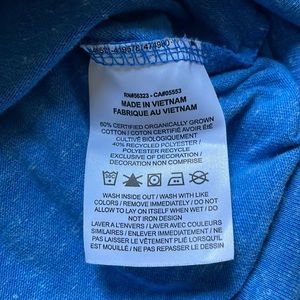 RN#56323 - CA#05553
MADE IN VIETNAM
FABRIQUE AU VIETNAM
60% CERTIFIED ORGANICALLY GROWN
COTTON / COTON CERTIFIÉ AVOIR ÉTÉ
CULTIVÉ BIOLOGIQUEMENT
40% RECYCLED POLYESTER /
POLYESTER RECYCLÉ
EXCLUSIVE OF DECORATION /
DECORATION NON COMPRISE
WASH INSIDE OUT / WASH WITH LIKE
COLORS / REMOVE IMMEDIATELY / DO NOT
ALLOW TO LAY ON ITSELF WHEN WET / DO
NOT IRON DESIGN
LAVER A L'ENVERS / LAVER AVEC COULEURS
SIMILAIRES / ENLEVER IMMEDIATEMENT / NE
PAS LAISSER LE VÊTEMENT PLIÉ LORSQU'IL
EST MOUILLÉ / NE PAS REPASSER LE DESSIN